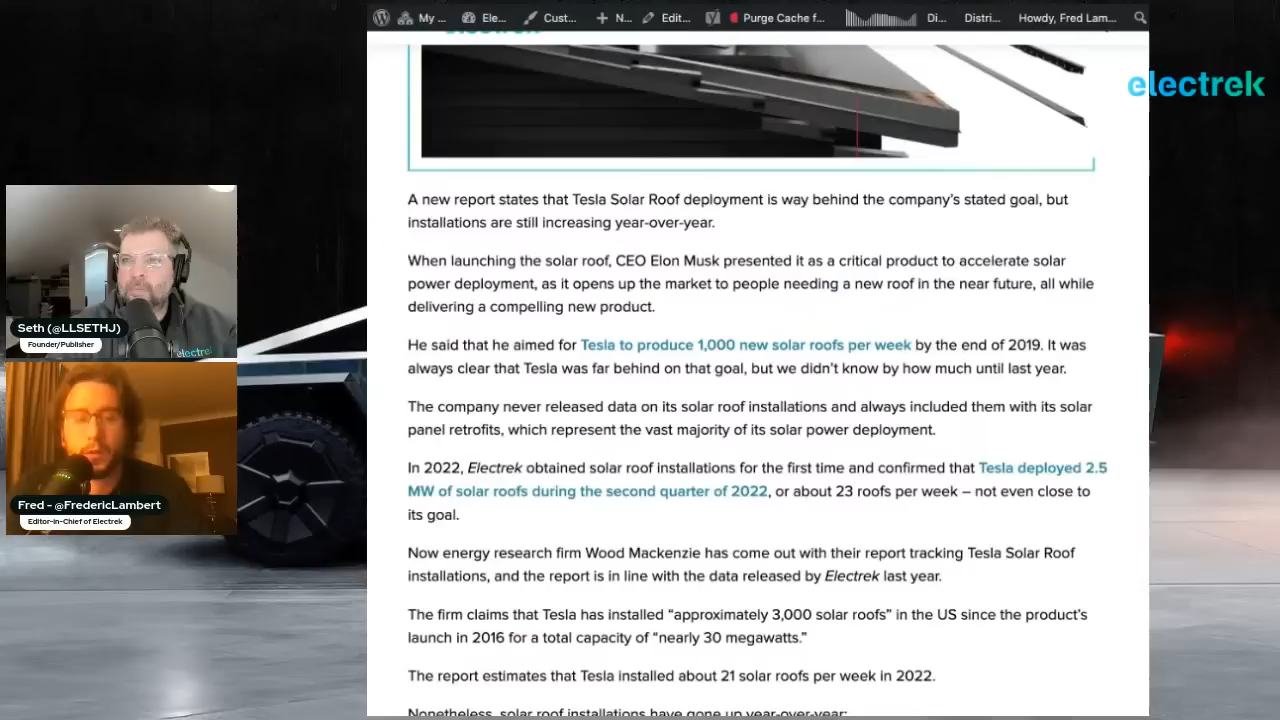 My ...
Ele...
Cust...
N...
Edit...
Purge Cache f...
Di...
Distri...
Howdy, Fred Lam...
electrek
A new report states that Tesla Solar Roof deployment is way behind the company's stated goal, but
installations are still increasing year-over-year.
When launching the solar roof, CEO Elon Musk presented it as a critical product to accelerate solar
power deployment, as it opens up the market to people needing a new roof in the near future, all while
delivering a compelling new product.
He said that he aimed for Tesla to produce 1,000 new solar roofs per week by the end of 2019. It was
always clear that Tesla was far behind on that goal, but we didn't know by how much until last year.
The company never released data on its solar roof installations and always included them with its solar
panel retrofits, which represent the vast majority of its solar power deployment.
In 2022, Electrek obtained solar roof installations for the first time and confirmed that Tesla deployed 2.5
MW of solar roofs during the second quarter of 2022, or about 23 roofs per week – not even close to
its goal.
Now energy research firm Wood Mackenzie has come out with their report tracking Tesla Solar Roof
installations, and the report is in line with the data released by Electrek last year.
The firm claims that Tesla has installed “approximately 3,000 solar roofs” in the US since the product's
launch in 2016 for a total capacity of “nearly 30 megawatts.”
The report estimates that Tesla installed about 21 solar roofs per week in 2022.
Nonetheless, solar roof installations have gone up year-over-year:
Seth (@LLSETHJ)
Founder/Publisher
electrek
Fred - @FredericLambert
Editor-in-Chief of Electrek